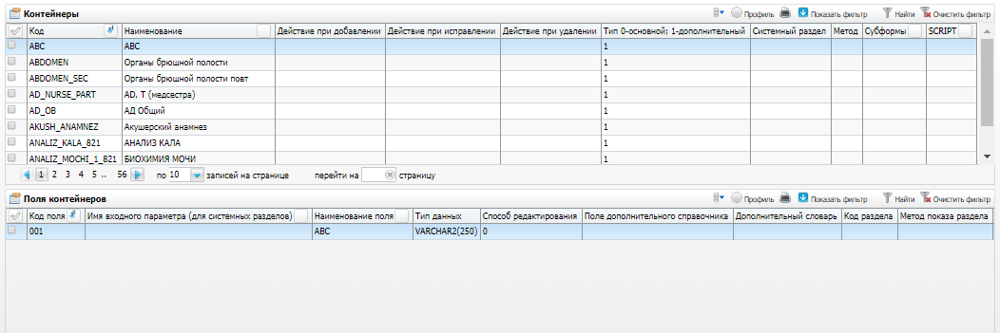 Контейнеры Профиль Показать фильтр Найти Очистить фильтр
Код Наименование Действие при добавлении Действие при исправлении Действие при удалении Тип 0-основной; 1-дополнительный Системный раздел Метод Субформы SCRIPT
ABC ABC 1
ABDOMEN Органы брюшной полости 1
ABDOMEN_SEC Органы брюшной полости повт 1
AD_NURSE_PART AD, T (медсестра) 1
AD_OB АД Общий 1
AKUSH_ANAMNEZ Акушерский анамнез 1
ANALIZ_KALA_821 АНАЛИЗ КАЛА 1
ANALIZ_MOCHI_1_821 БИОХИМИЯ МОЧИ 1
1 2 3 4 5 .. 56 по 10 записей на странице перейти на страницу
Поля контейнеров Профиль Показать фильтр Найти Очистить фильтр
Код поля Имя входного параметра (для системных разделов) Наименование поля Тип данных Способ редактирования Поле дополнительного справочника Дополнительный словарь Код раздела Метод показа раздела
001 ABC VARCHAR2(250) 0